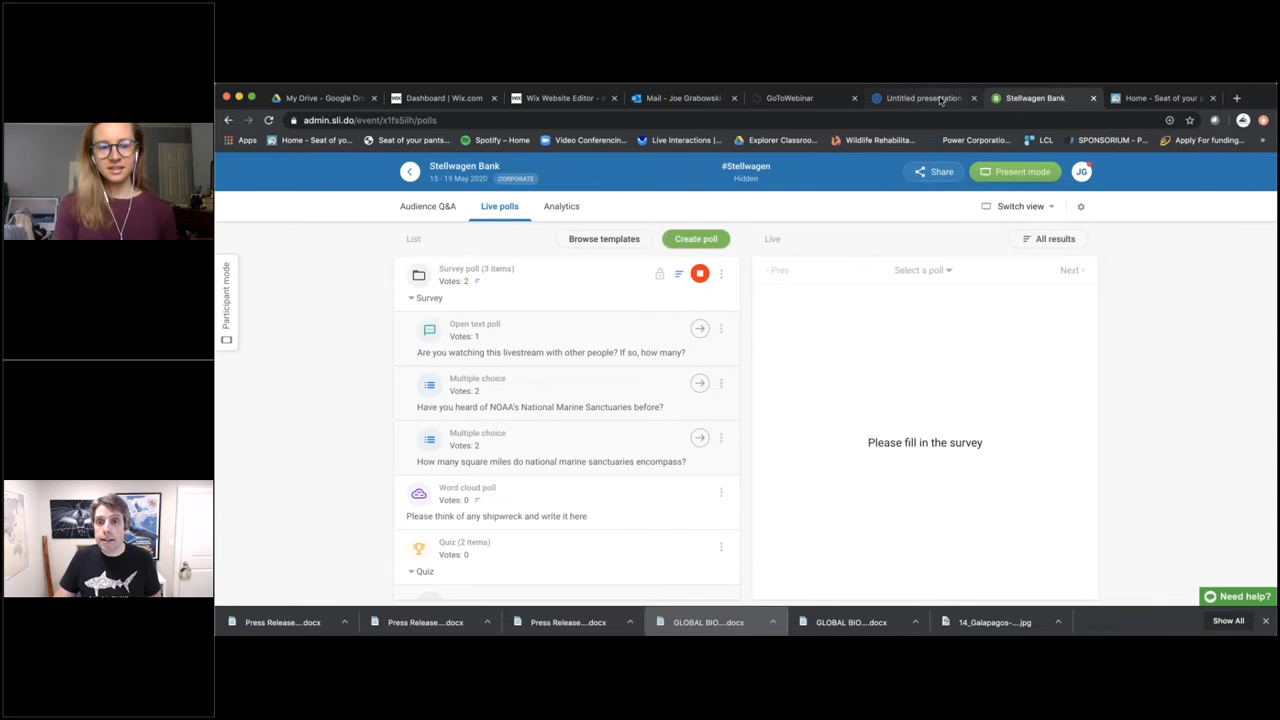 My Drive - Google Dri
Dashboard | Wix.com
Wix Website Editor -
Mail - Joe Grabowski
GoToWebinar
Untitled presentation
Stellwagen Bank
Home - Seat of your p
admin.sli.do/event/x1fs5ilh/polls
Apps
Home - Seat of yo...
Seat of your pants...
Spotify – Home
Video Conferencin...
Live Interactions |...
Explorer Classroo...
Wildlife Rehabilita...
Power Corporatio...
LCL
SPONSORIUM - P...
Apply For funding...
Stellwagen Bank
15 - 19 May 2020
CORPORATE
#Stellwagen
Hidden
Share
Present mode
JG
Audience Q&A
Live polls
Analytics
Switch view
List
Browse templates
Create poll
Live
All results
Participant mode
Survey poll (3 items)
Votes: 2
Survey
Open text poll
Votes: 1
Are you watching this livestream with other people? If so, how many?
Multiple choice
Votes: 2
Have you heard of NOAA's National Marine Sanctuaries before?
Multiple choice
Votes: 2
How many square miles do national marine sanctuaries encompass?
Word cloud poll
Votes: 0
Please think of any shipwreck and write it here
Quiz (2 items)
Votes: 0
Quiz
Prev
Select a poll
Next
Please fill in the survey
Need help?
Press Release....docx
Press Release....docx
Press Release....docx
GLOBAL BIO....docx
GLOBAL BIO....docx
14_Galapagos-....jpg
Show All